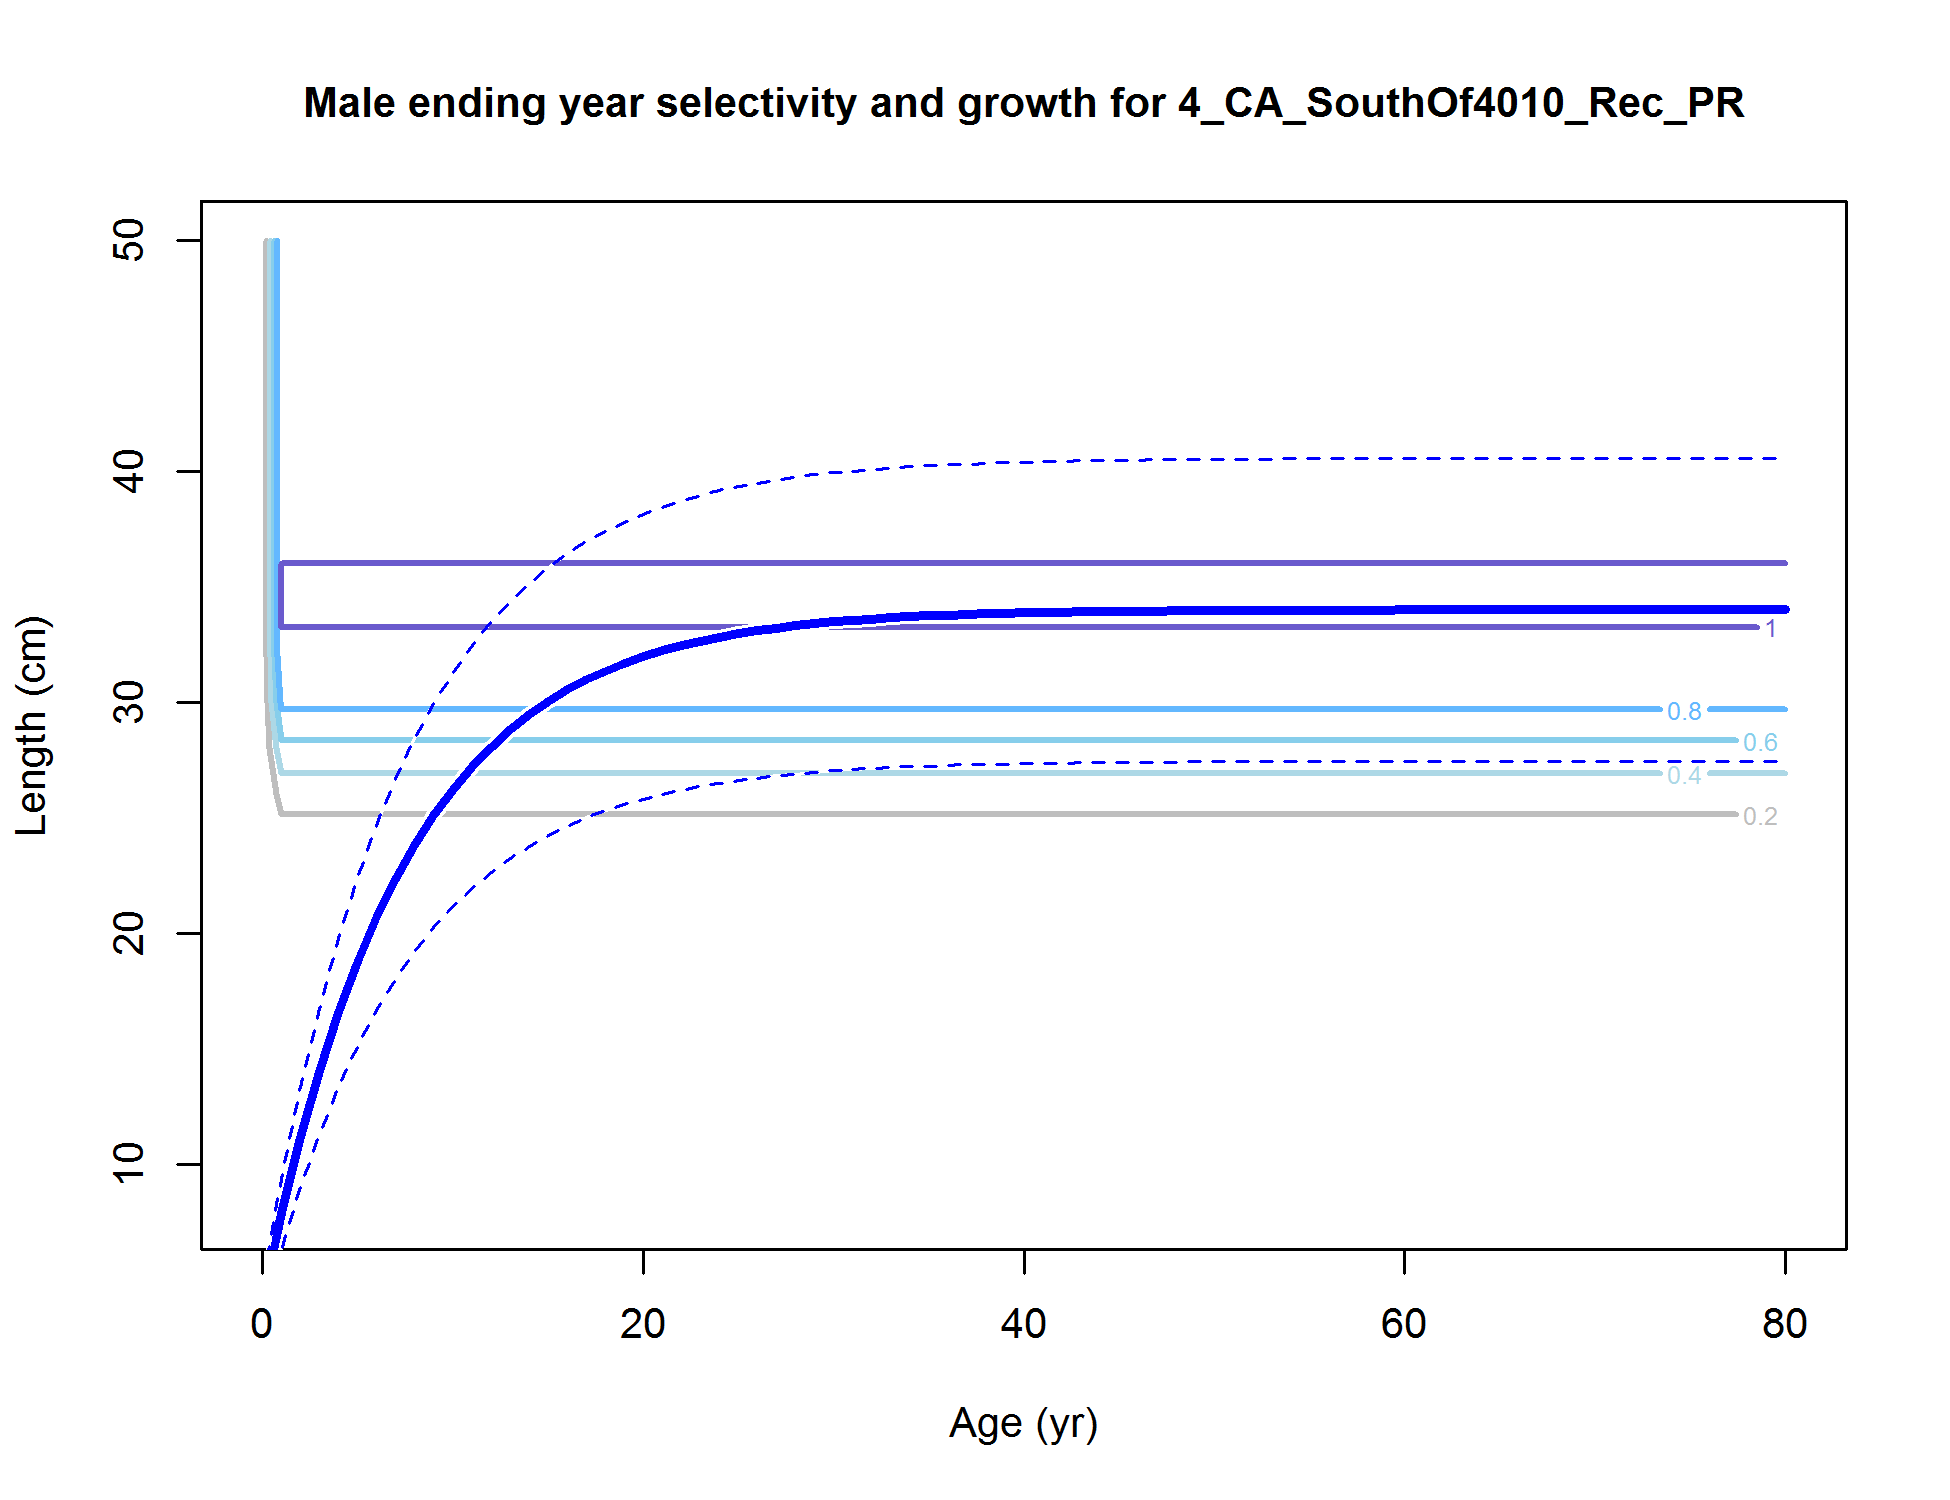 Male ending year selectivity and growth for 4_CA_SouthOf4010_Rec_PR
Length (cm)
50
40
30
20
10
1
0.8
0.6
0.4
0.2
0 20 40 60 80
Age (yr)